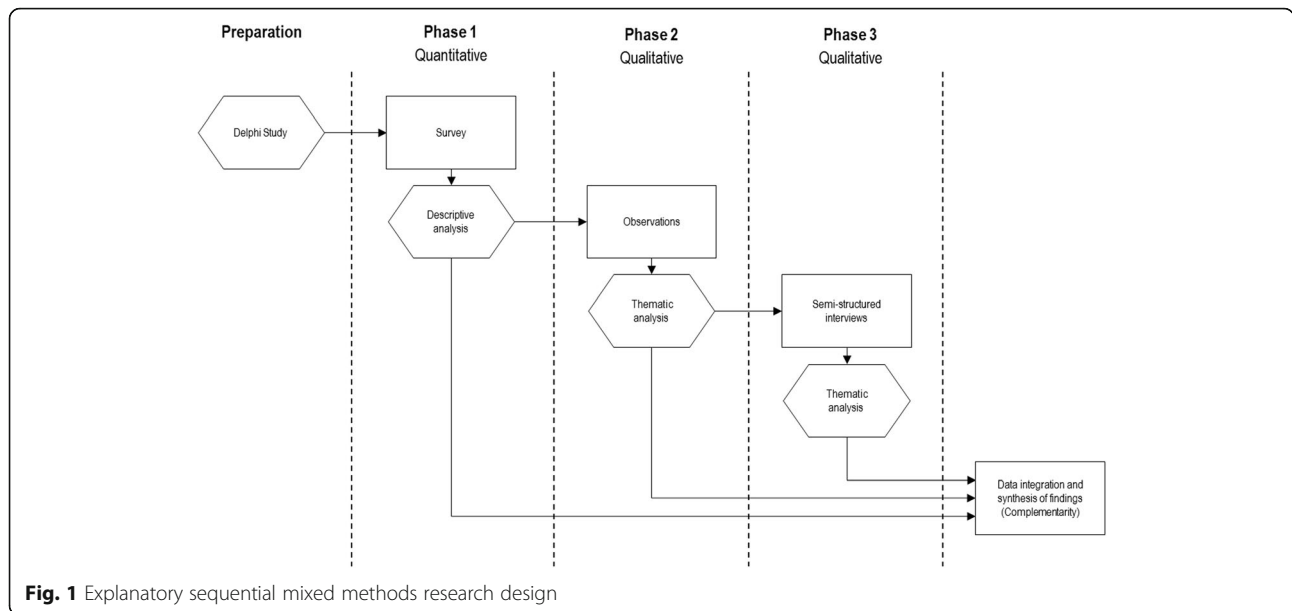 Preparation
Phase 1
Quantitative
Phase 2
Qualitative
Phase 3
Qualitative
Delphi Study
Survey
Descriptive
analysis
Observations
Thematic
analysis
Semi-structured
interviews
Thematic
analysis
Data integration and
synthesis of findings
(Complementarity)
Fig. 1 Explanatory sequential mixed methods research design